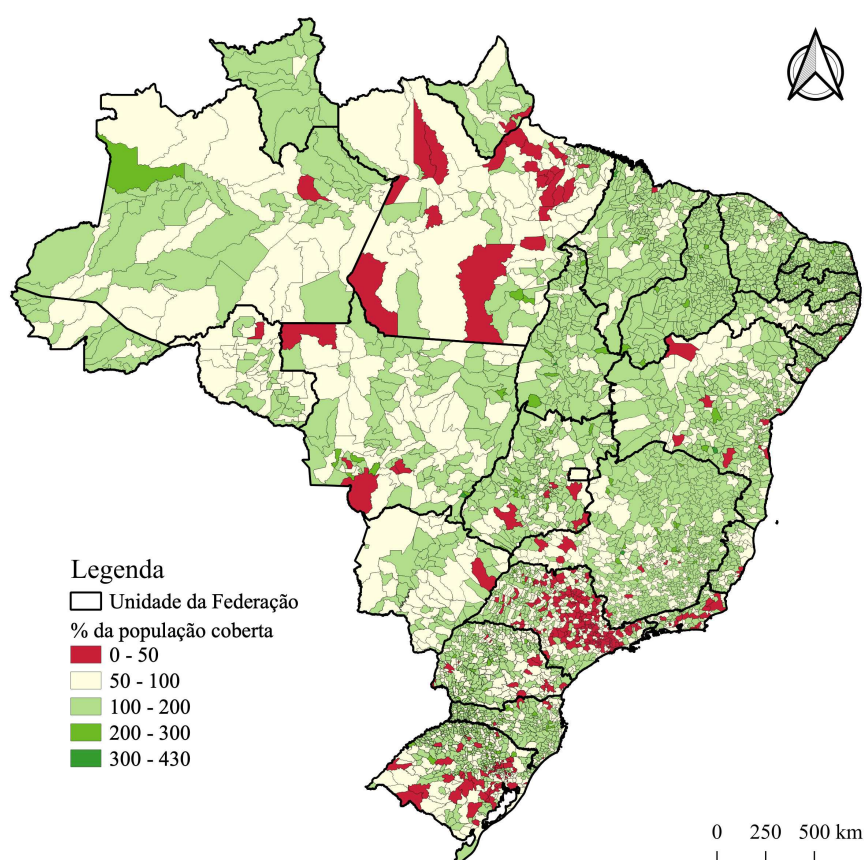 Legenda
Unidade da Federação
% da população coberta
0 - 50
50 - 100
100 - 200
200 - 300
300 - 430
0 250 500 km